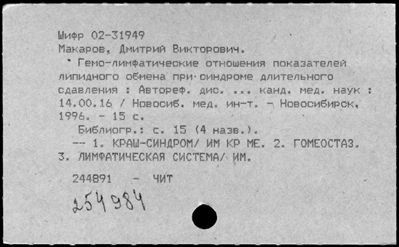 Шифр 02-31949
Макаров, Дмитрий Викторович.
Гемо-лимфатические отношения показателей
липидного обмена при синдроме длительного
сдавления : Автореф. дис. ... канд. мед. наук :
14.00.16 / Новосиб. мед. ин-т. - Новосибирск,
1996. - 15 с.
Библиогр.: с. 15 (4 назв.).
-- 1. КРАШ-СИНДРОМ/ ИМ КР МЕ. 2. ГОМЕОСТАЗ.
3. ЛИМФАТИЧЕСКАЯ СИСТЕМА/ ИМ.
244891 - ЧИТ
254984